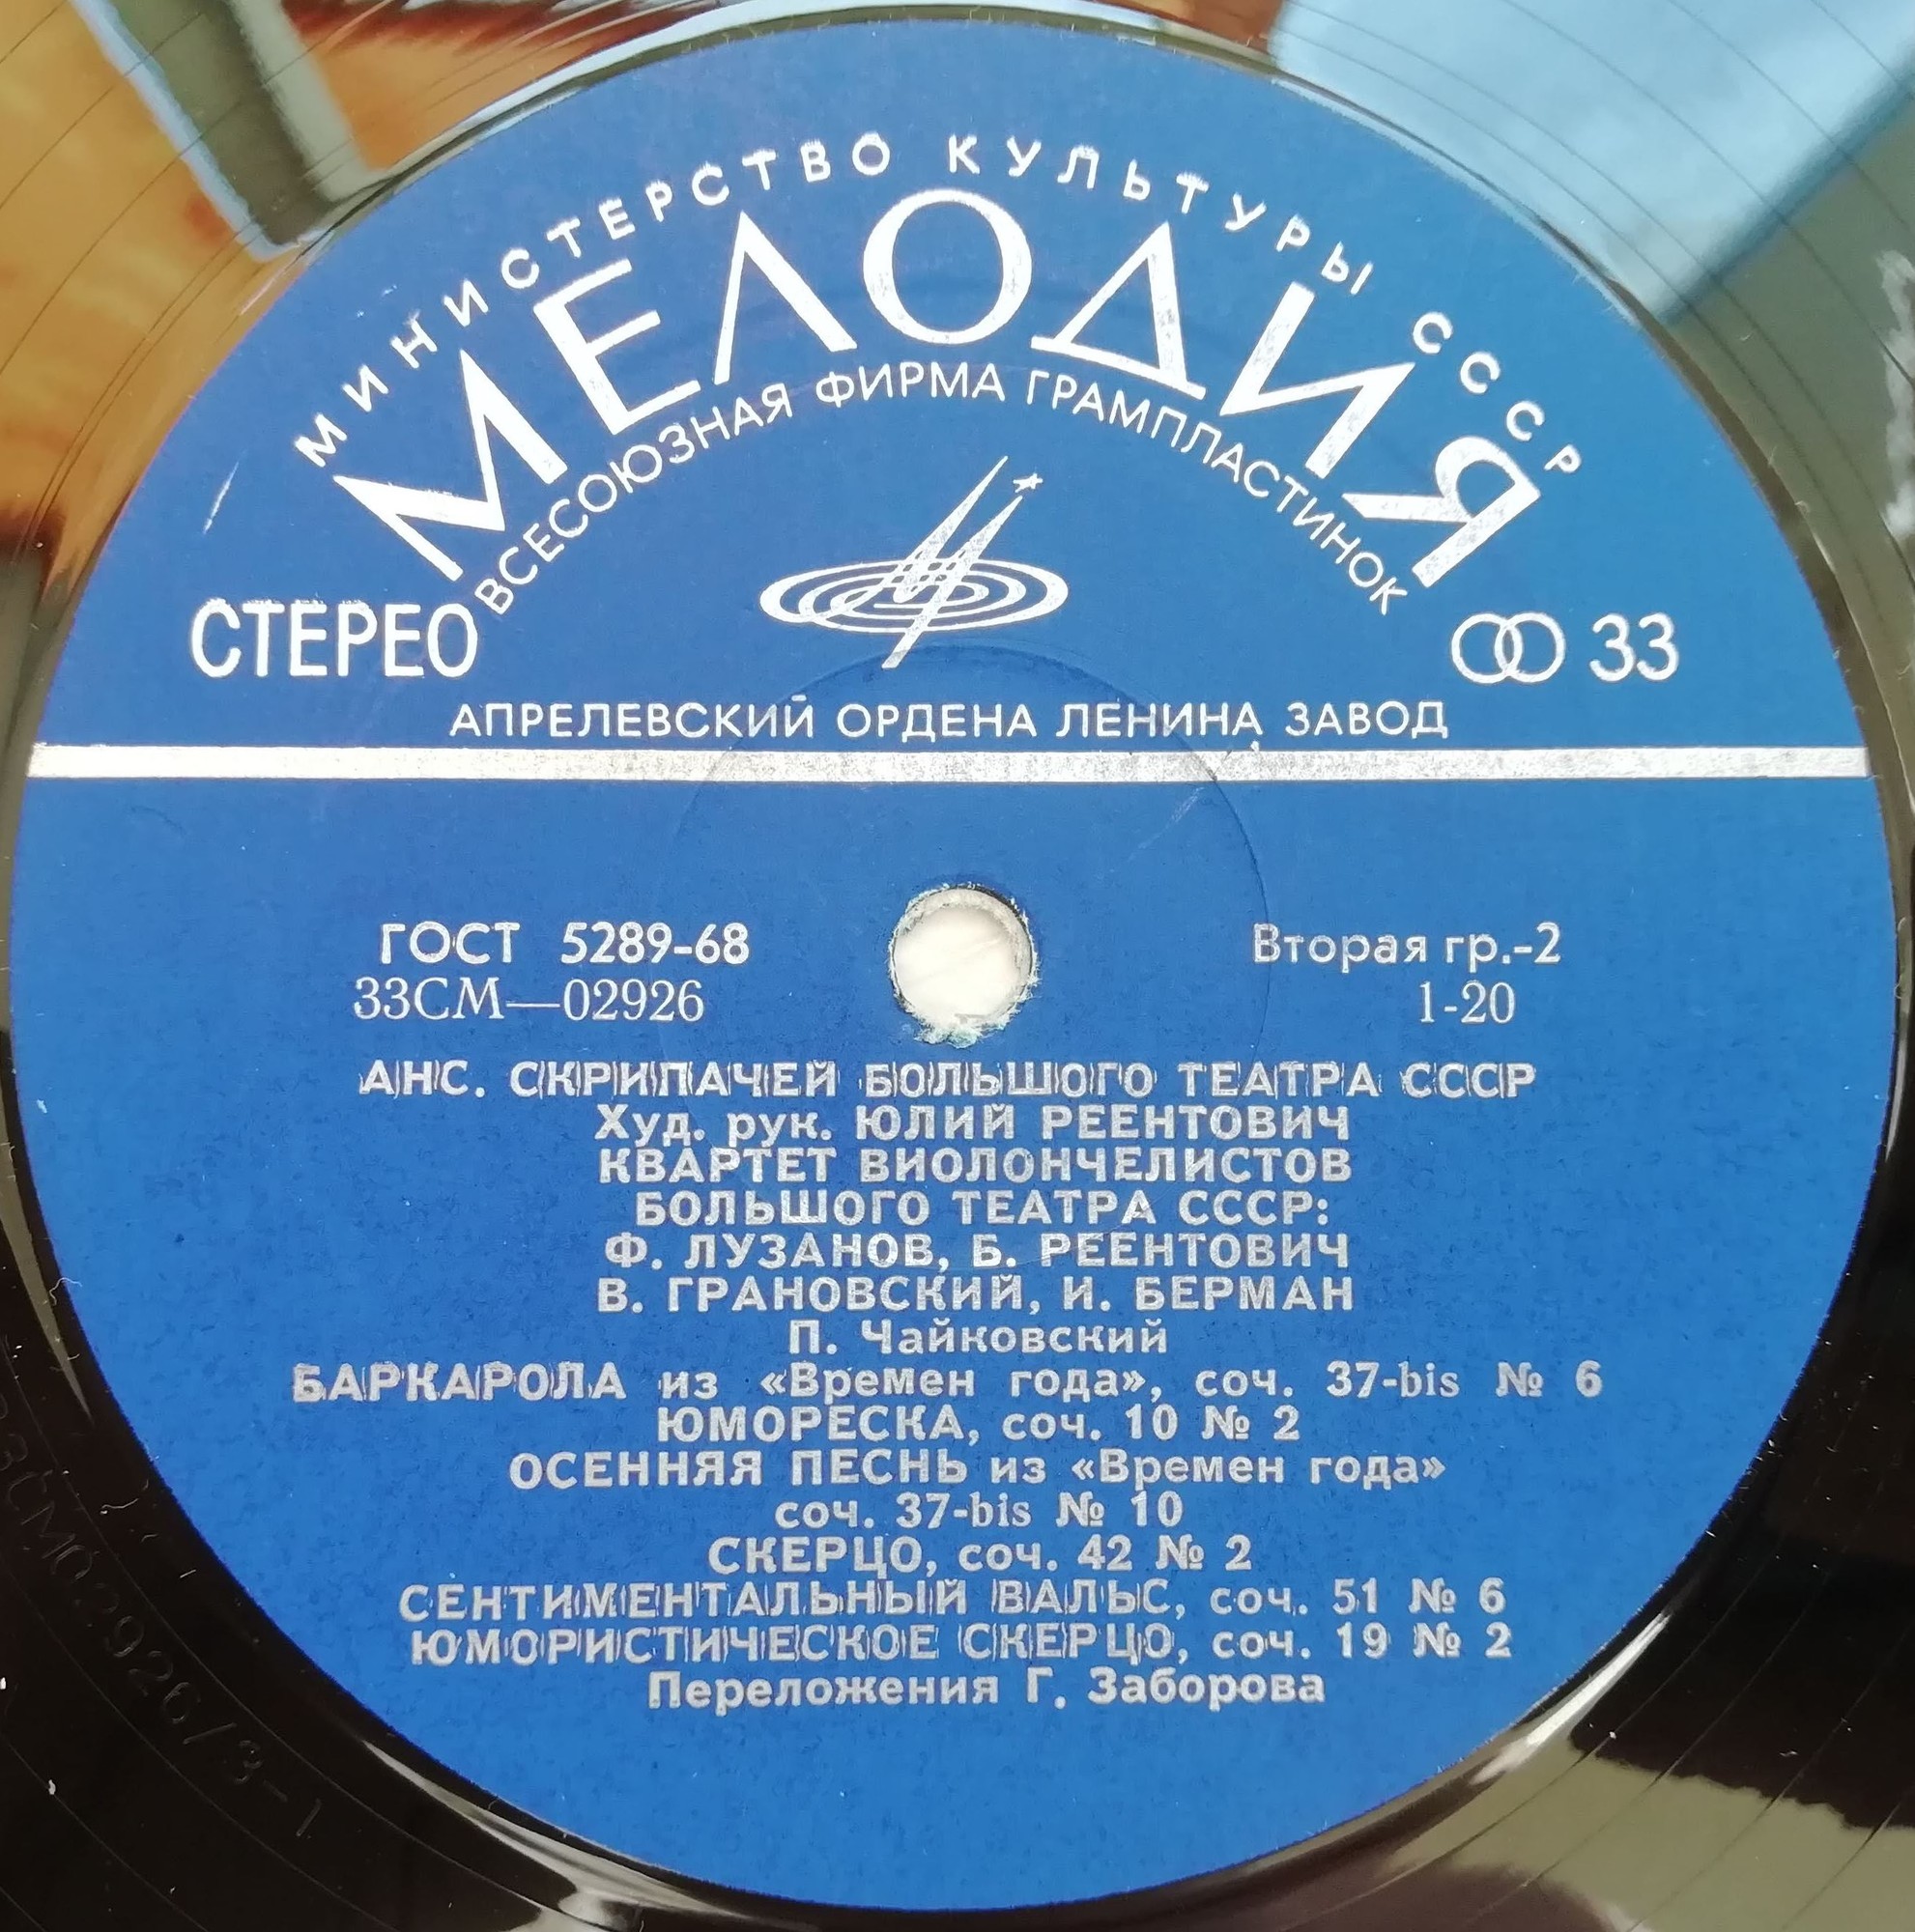 МИНИСТЕРСТВО КУЛЬТУРЫ СССР
МЕЛОДИЯ
ВСЕСОЮЗНАЯ ФИРМА ГРАМПЛАСТИНОК
СТЕРЕО
33
АПРЕЛЕВСКИЙ ОРДЕНА ЛЕНИНА ЗАВОД
ГОСТ 5289-68
Вторая гр.-2
33СМ—02926
1-20
АНС. СКРИПАЧЕЙ БОЛЬШОГО ТЕАТРА СССР
Худ. рук. ЮЛИЙ РЕЕНТОВИЧ
КВАРТЕТ ВИОЛОНЧЕЛИСТОВ
БОЛЬШОГО ТЕАТРА СССР:
Ф. ЛУЗАНОВ, Б. РЕЕНТОВИЧ
В. ГРАНОВСКИЙ, И. БЕРМАН
П. Чайковский
БАРКАРОЛА из «Времен года», соч. 37-bis № 6
ЮМОРЕСКА, соч. 10 № 2
ОСЕННЯЯ ПЕСНЬ из «Времен года»
соч. 37-bis № 10
СКЕРЦО, соч. 42 № 2
СЕНТИМЕНТАЛЬНЫЙ ВАЛЬС, соч. 51 № 6
ЮМОРИСТИЧЕСКОЕ СКЕРЦО, соч. 19 № 2
Переложения Г. Заборова
33СМ02926/3-1